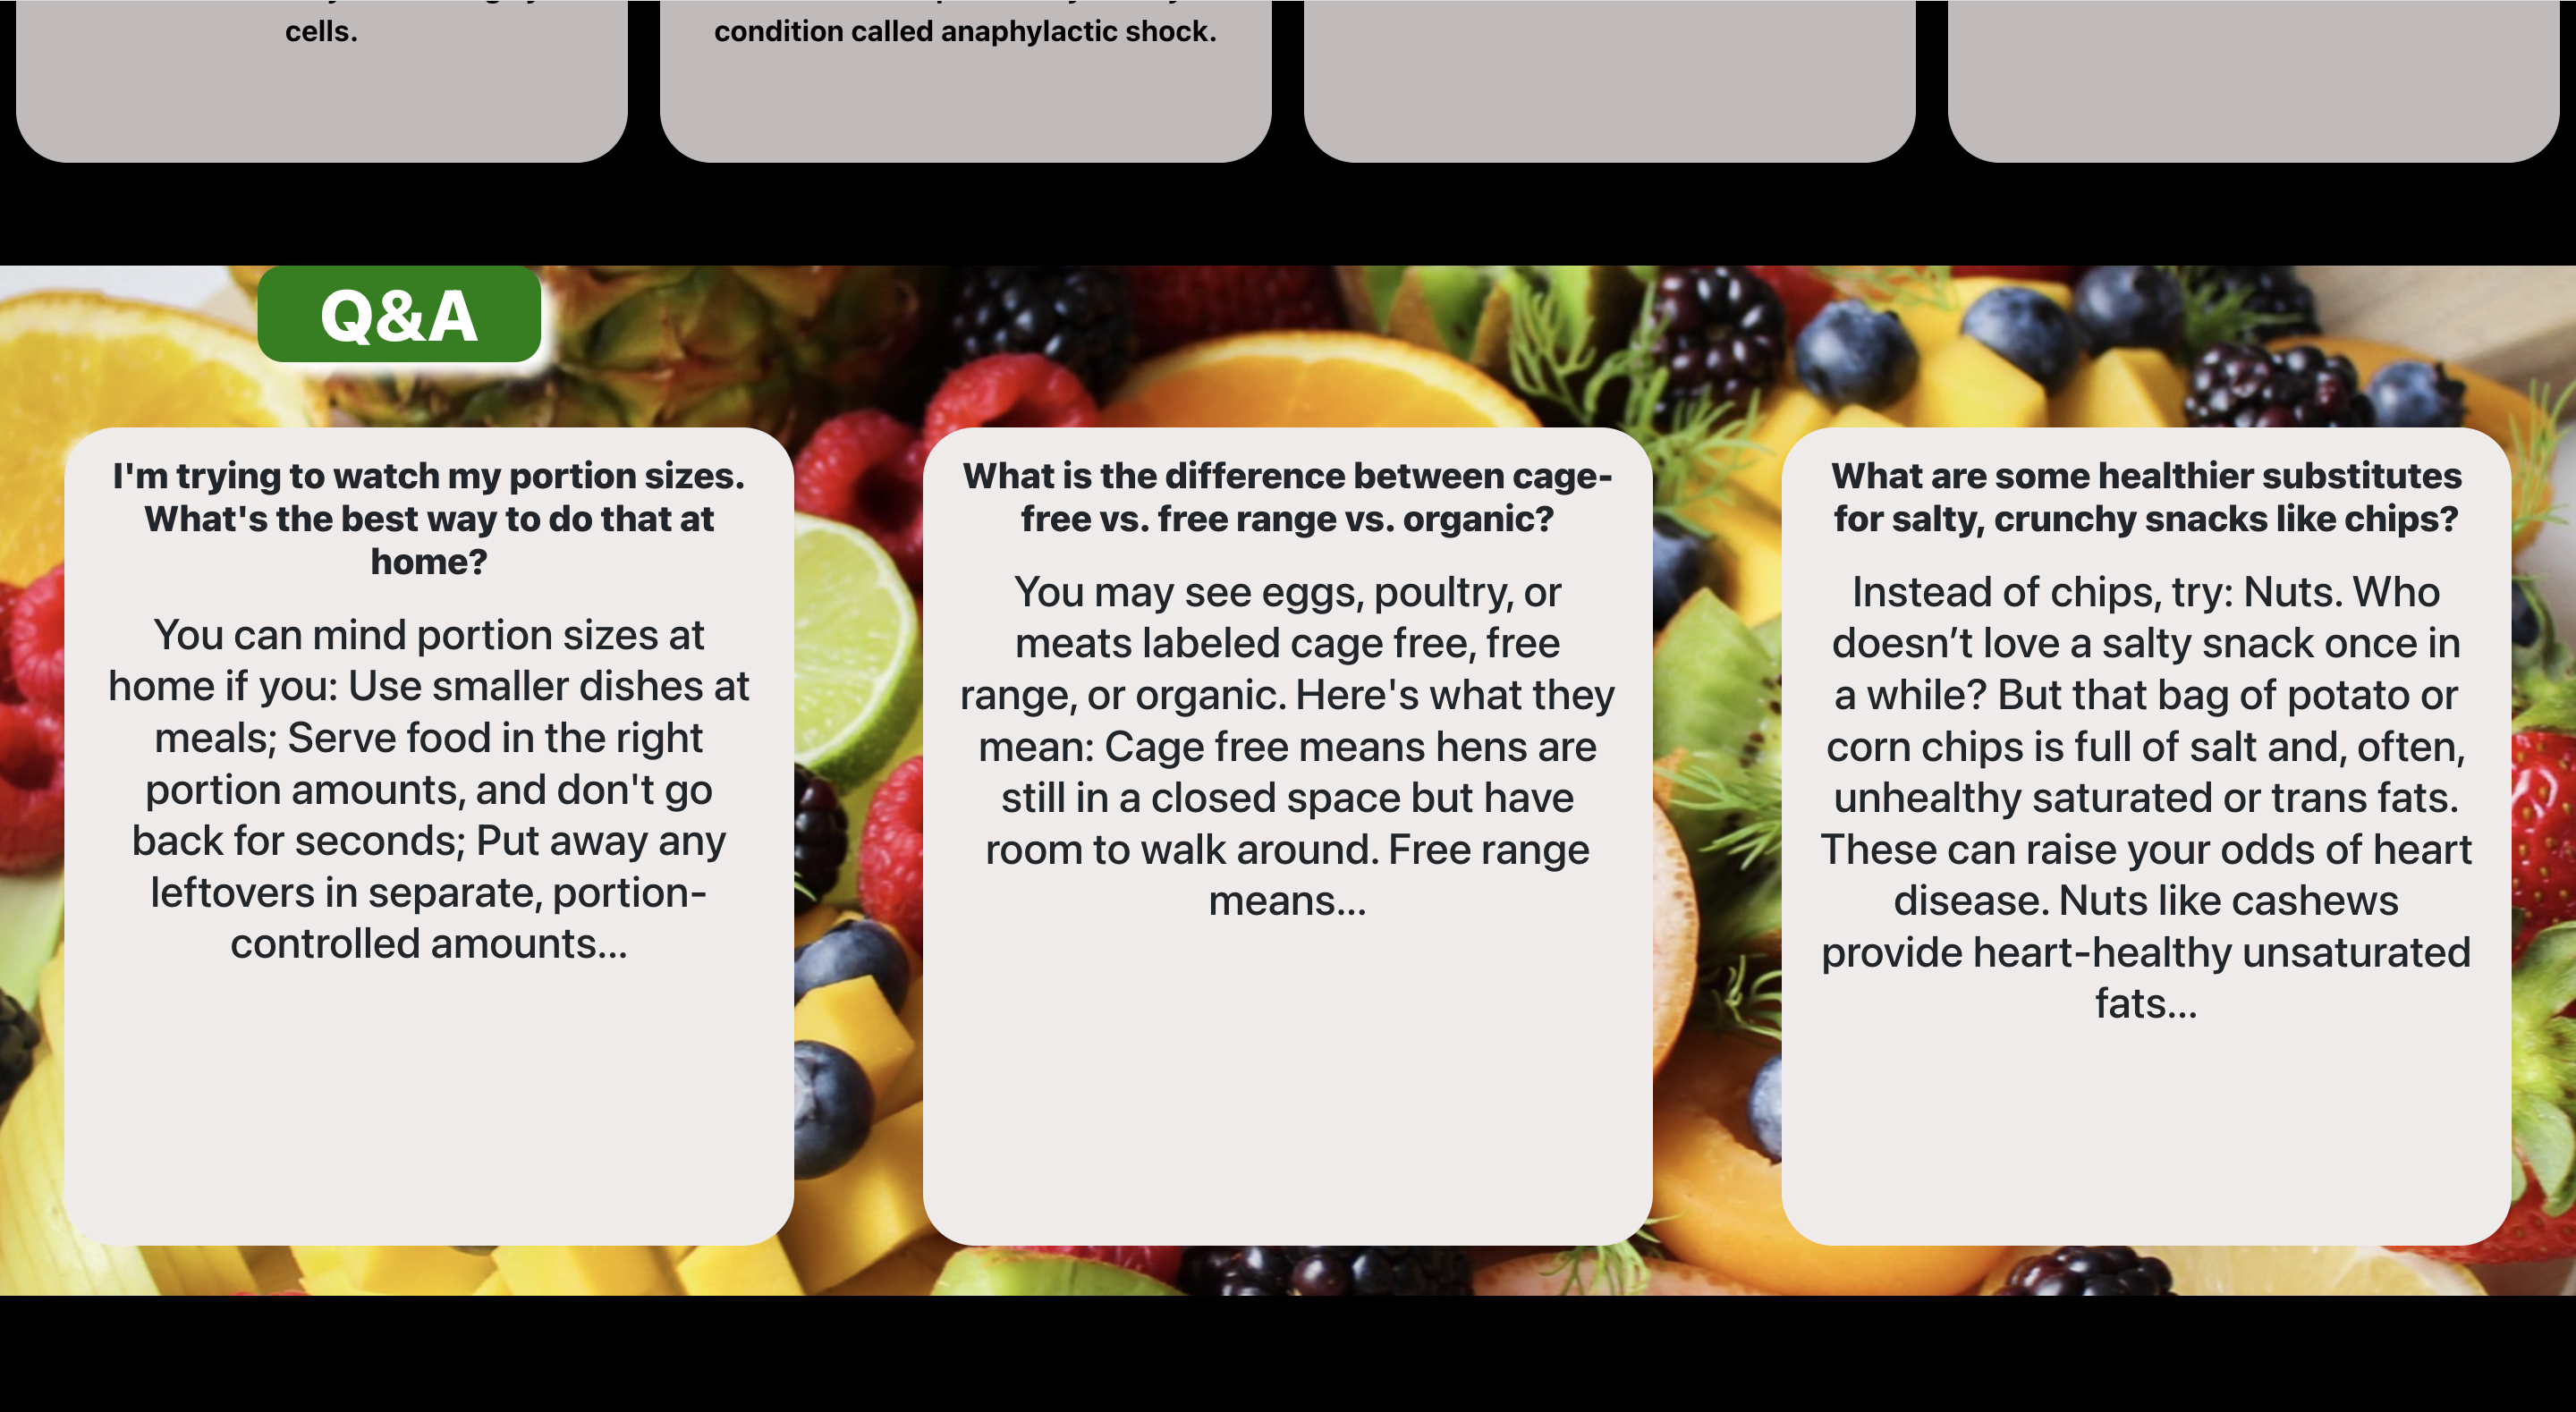 cells.
condition called anaphylactic shock.
Q&A
I'm trying to watch my portion sizes.
What's the best way to do that at
home?
You can mind portion sizes at
home if you: Use smaller dishes at
meals; Serve food in the right
portion amounts, and don't go
back for seconds; Put away any
leftovers in separate, portion-
controlled amounts...
What is the difference between cage-
free vs. free range vs. organic?
You may see eggs, poultry, or
meats labeled cage free, free
range, or organic. Here's what they
mean: Cage free means hens are
still in a closed space but have
room to walk around. Free range
means...
What are some healthier substitutes
for salty, crunchy snacks like chips?
Instead of chips, try: Nuts. Who
doesn’t love a salty snack once in
a while? But that bag of potato or
corn chips is full of salt and, often,
unhealthy saturated or trans fats.
These can raise your odds of heart
disease. Nuts like cashews
provide heart-healthy unsaturated
fats...